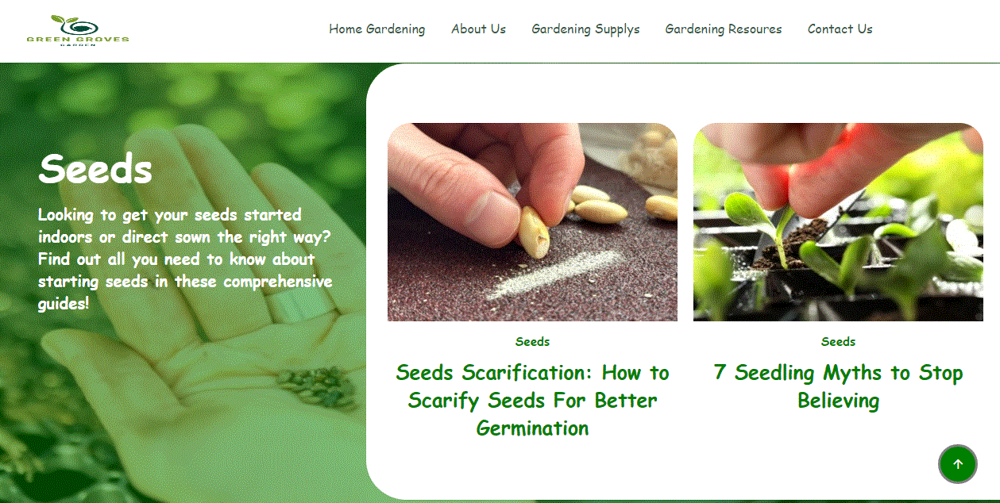 GREEN GROVES
GARDEN
Home Gardening
About Us
Gardening Supplys
Gardening Resoures
Contact Us
Seeds
Looking to get your seeds started
indoors or direct sown the right way?
Find out all you need to know about
starting seeds in these comprehensive
guides!
Seeds
Seeds Scarification: How to
Scarify Seeds For Better
Germination
Seeds
7 Seedling Myths to Stop
Believing